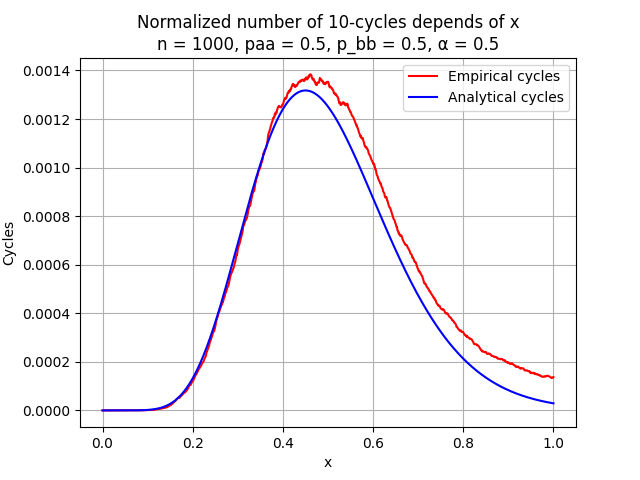 Normalized number of 10-cycles depends of x
n = 1000, paa = 0.5, p_bb = 0.5, α = 0.5
Empirical cycles
Analytical cycles
Cycles
0.0014
0.0012
0.0010
0.0008
0.0006
0.0004
0.0002
0.0000
0.0 0.2 0.4 0.6 0.8 1.0
x